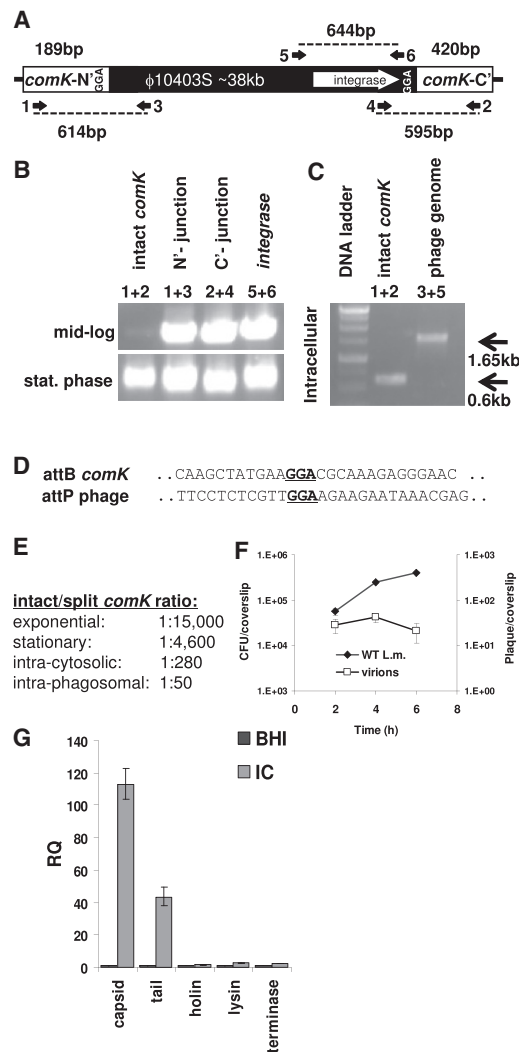 A
644bp
189bp
5
6
420bp
comK-N'
GGA
ϕ10403S ~38kb
integrase
GGA
comK-C'
1
3
4
2
614bp
595bp
B
intact comK
N'- junction
C'- junction
integrase
1+2 1+3 2+4 5+6
mid-log
stat. phase
C
DNA ladder
intact comK
phage genome
1+2 3+5
Intracellular
1.65kb
0.6kb
D
attB comK ..CAAGCTATGAAGGACGCAAAGAGGGAAC ..
attP phage ..TTCCTCTCGTTGGAAGAAGAATAAACGAG..
E
intact/split comK ratio:
exponential: 1:15,000
stationary: 1:4,600
intra-cytosolic: 1:280
intra-phagosomal: 1:50
F
1.E+06
1.E+05
1.E+04
1.E+03
CFU/coverslip
1.E+03
1.E+02
1.E+01
1.E+00
Plaque/coverslip
WT L.m.
virions
0 2 4 6 8
Time (h)
G
BHI
IC
140
120
100
80
60
40
20
0
RQ
capsid
tail
holin
lysin
terminase